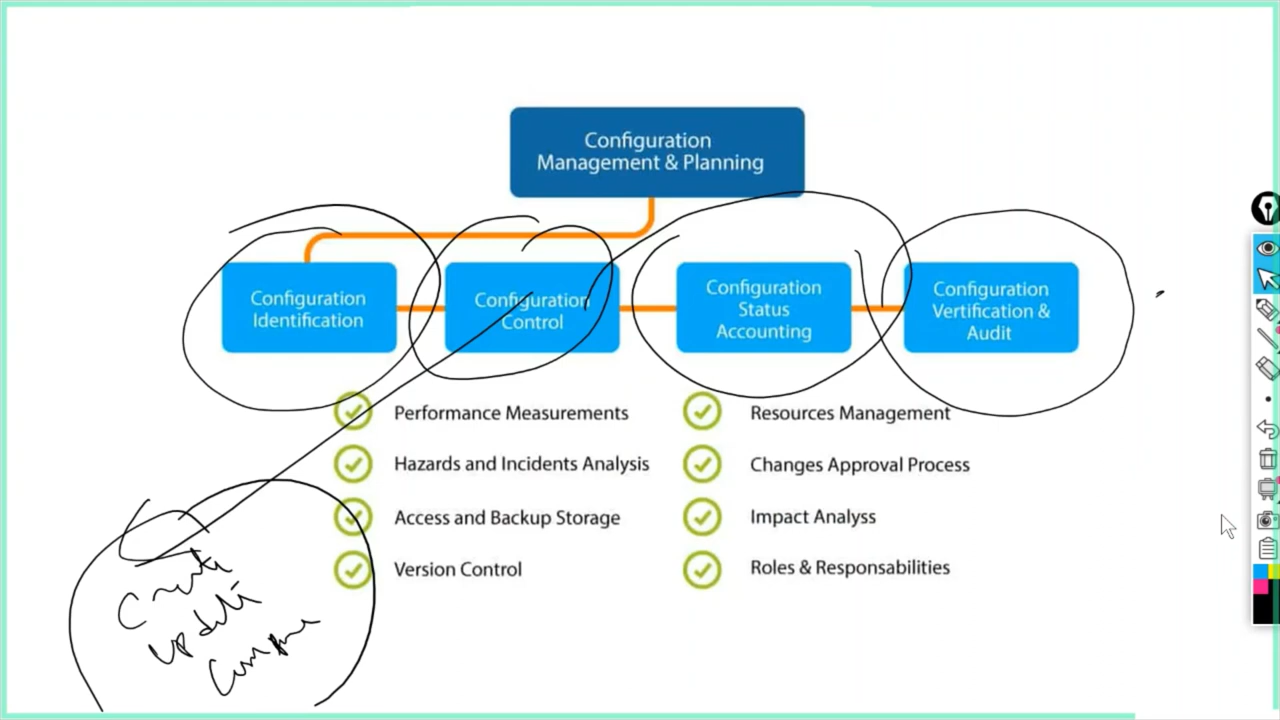 Configuration
Management & Planning
Configuration
Identification
Configuration
Control
Configuration
Status
Accounting
Configuration
Vertification &
Audit
Performance Measurements
Resources Management
Hazards and Incidents Analysis
Changes Approval Process
Access and Backup Storage
Impact Analyss
Version Control
Roles & Responsabilities